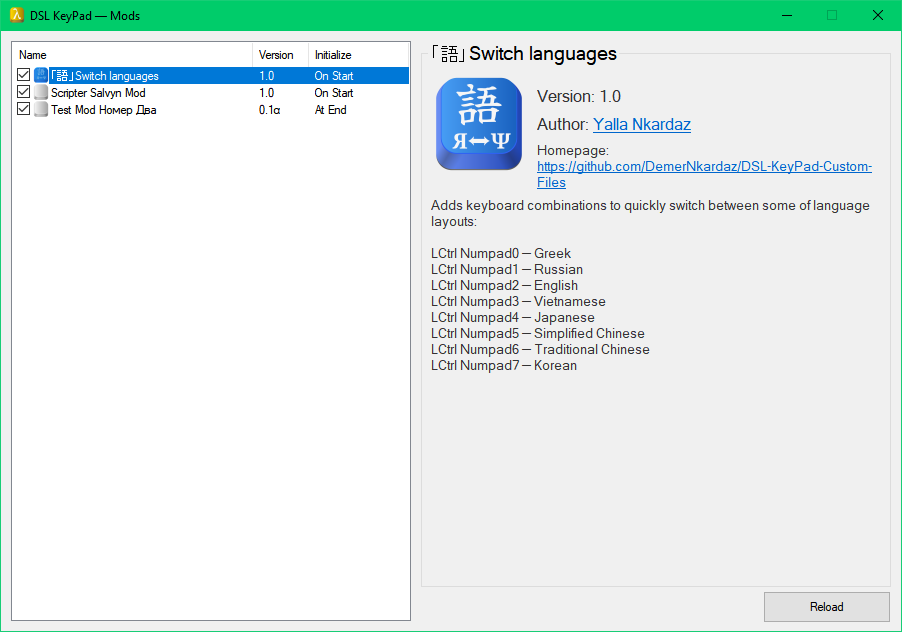 DSL KeyPad — Mods
Name Version Initialize
「語」Switch languages 1.0 On Start
Scripter Salvyn Mod 1.0 On Start
Test Mod Номер Два 0.1α At End
「語」Switch languages
語
Я↔Ψ
Version: 1.0
Author: Yalla Nkardaz
Homepage:
https://github.com/DemerNkardaz/DSL-KeyPad-Custom-
Files
Adds keyboard combinations to quickly switch between some of language
layouts:
LCtrl Numpad0 — Greek
LCtrl Numpad1 — Russian
LCtrl Numpad2 — English
LCtrl Numpad3 — Vietnamese
LCtrl Numpad4 — Japanese
LCtrl Numpad5 — Simplified Chinese
LCtrl Numpad6 — Traditional Chinese
LCtrl Numpad7 — Korean
Reload